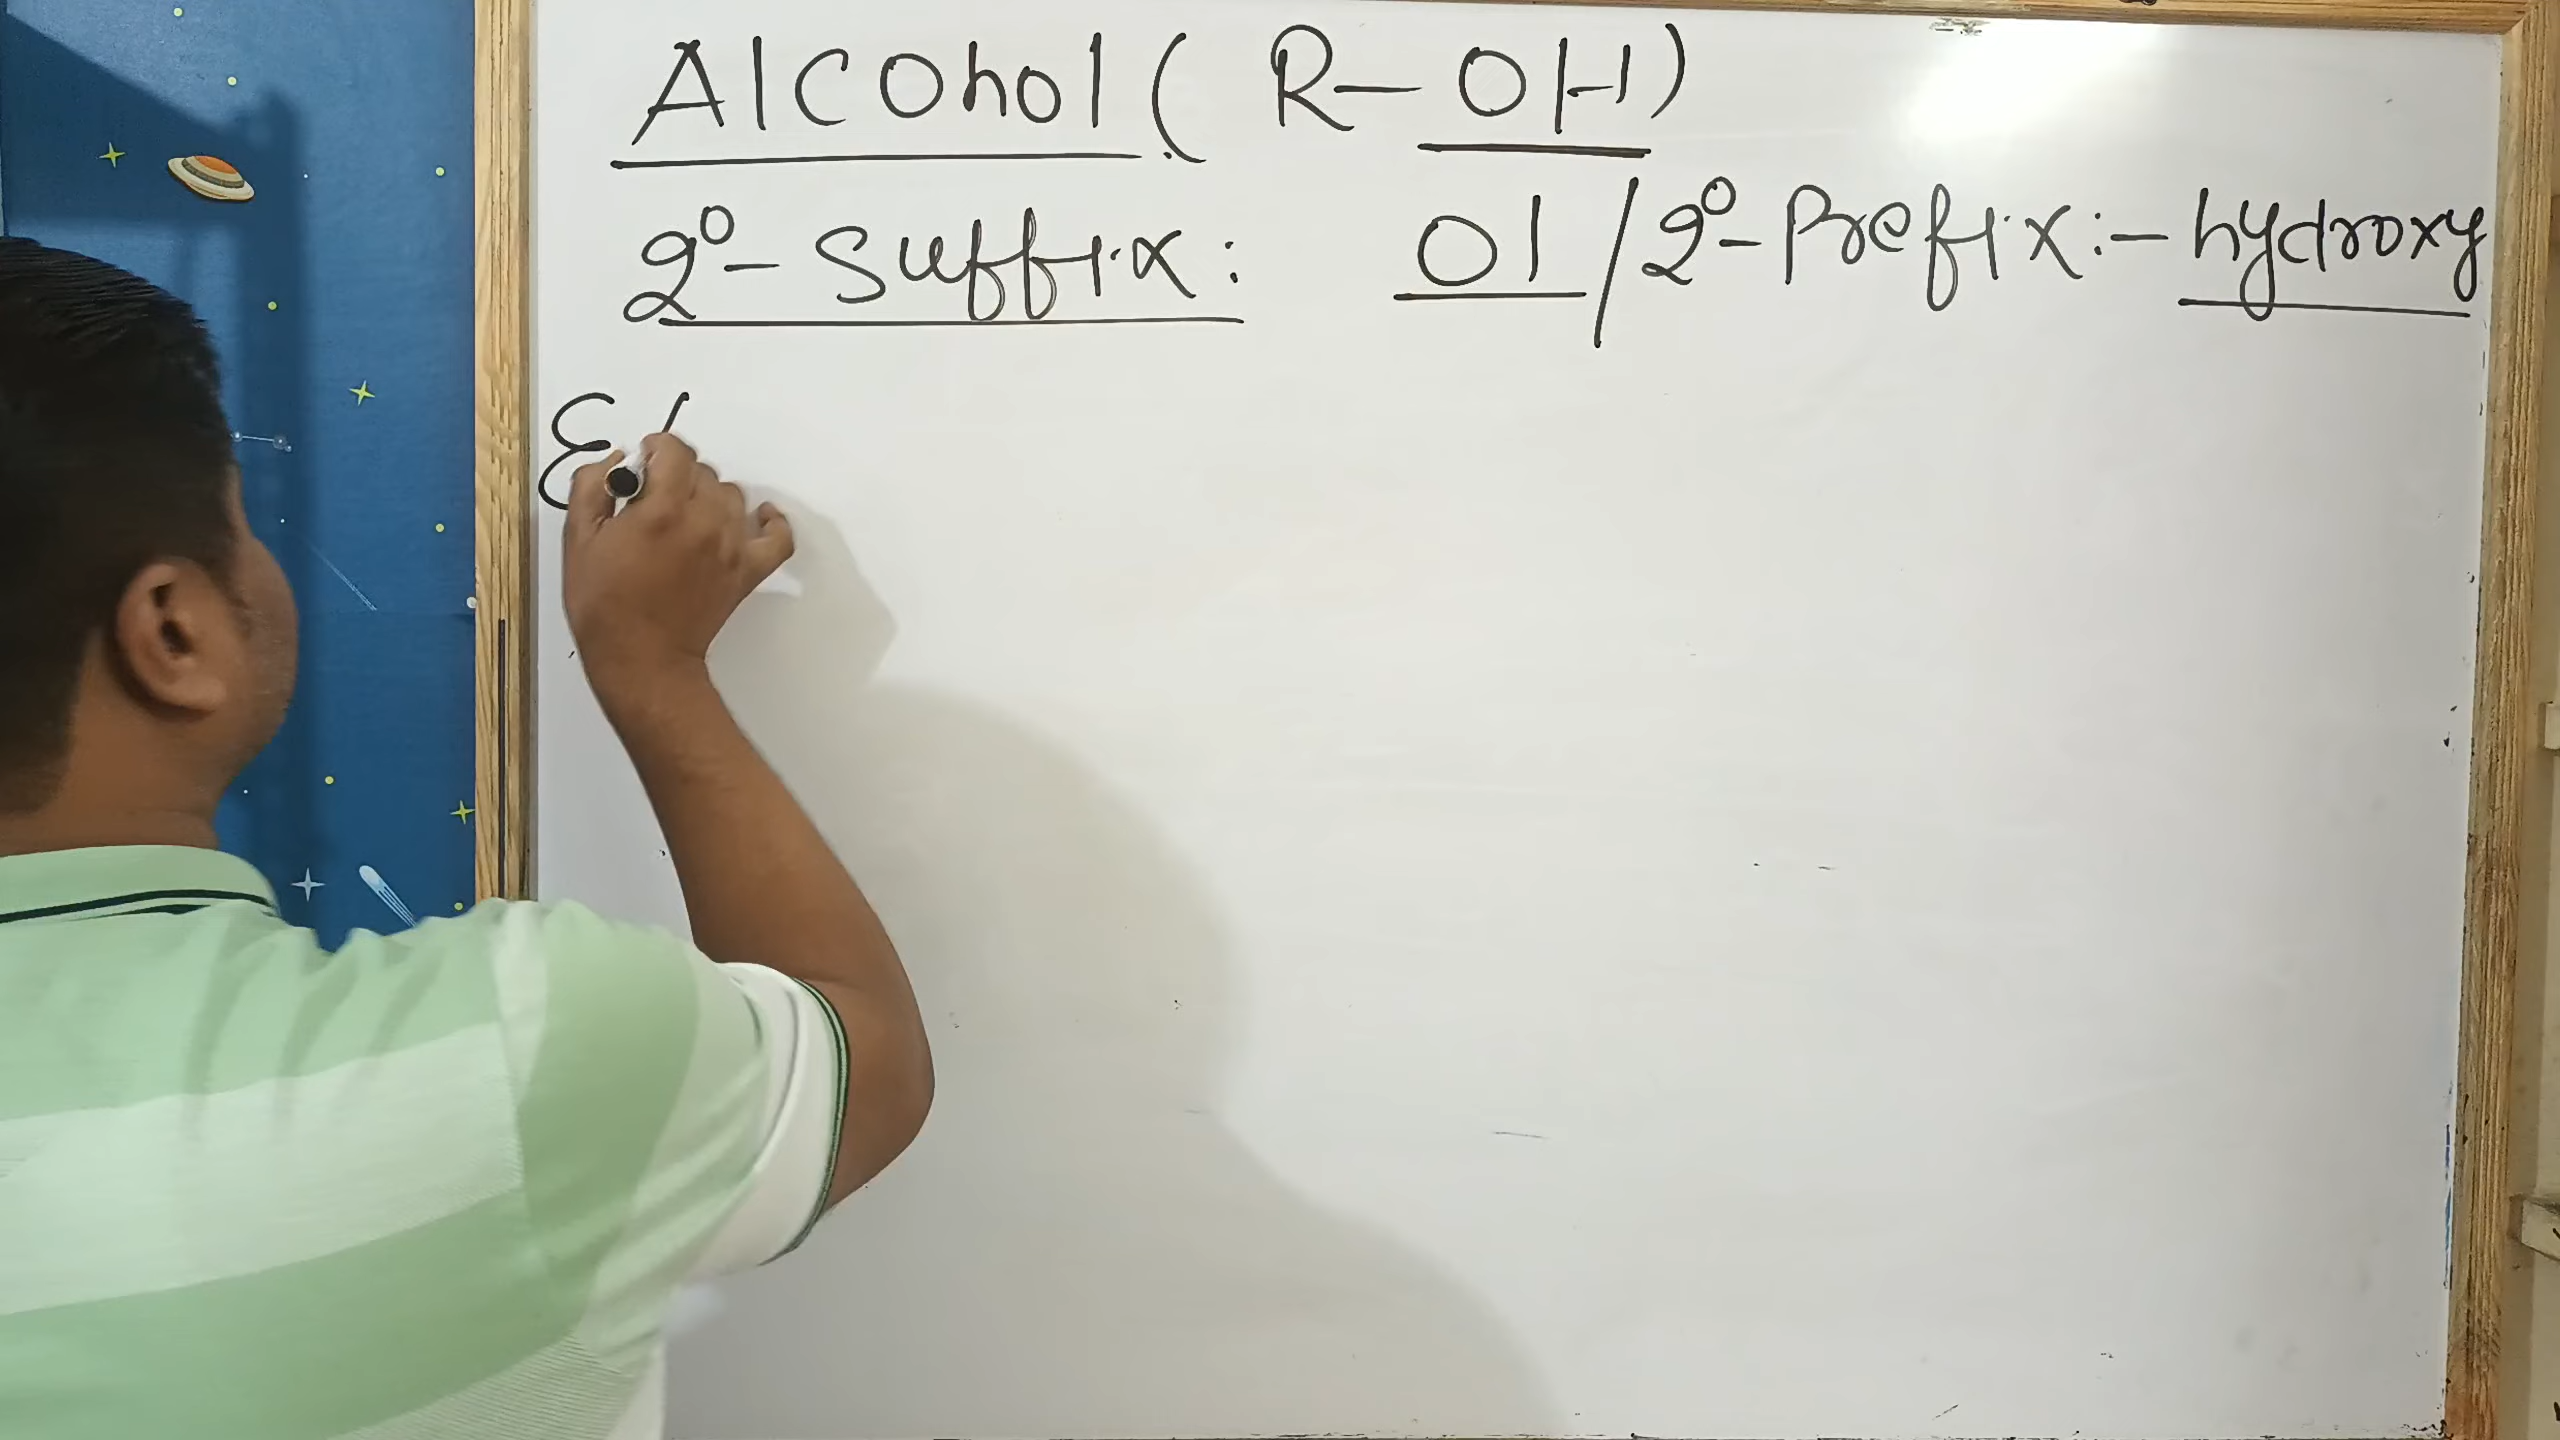 Alcohol ( R-OH)
2°- Suffix: ol / 2°- Prefix:- hydroxy